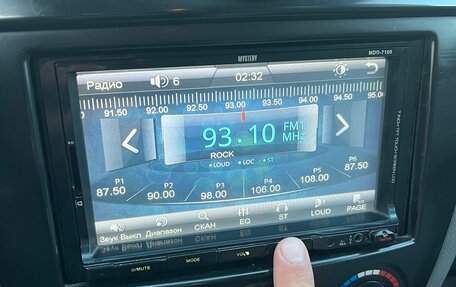 MYSTERY
MDD-7100
Радио 6 02:32
91.50 92.00 92.50 93.00 93.50 94.00 94.50 95.0
93.10 FM1 MHz
ROCK
LOUD LOC ST
P1 P2 P3 P4 P5 P6
87.50 90.00 98.00 106.00 108.00 87.50
Звук Выкл Диапазон СКАН EQ ST LOUD PAGE
⏻/MUTE MODE VOL